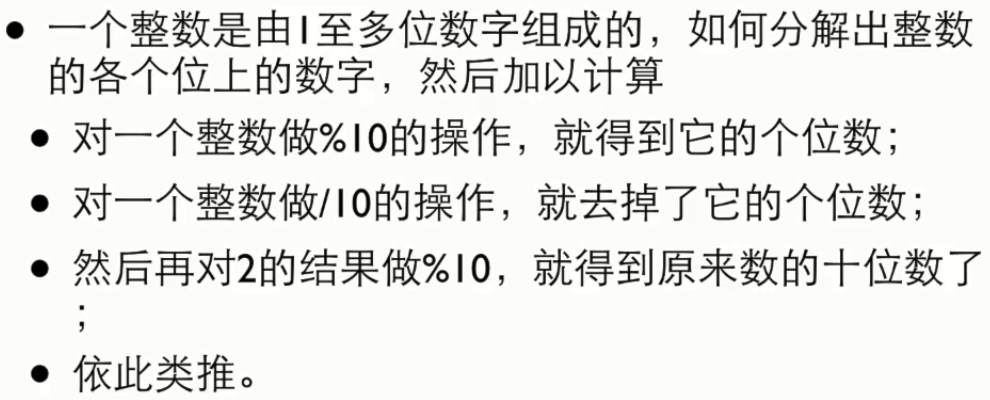 ● 一个整数是由1至多位数字组成的，如何分解出整数
的各个位上的数字，然后加以计算
● 对一个整数做%10的操作，就得到它的个位数；
● 对一个整数做/10的操作，就去掉了它的个位数；
● 然后再对2的结果做%10，就得到原来数的十位数了
；
● 依此类推。